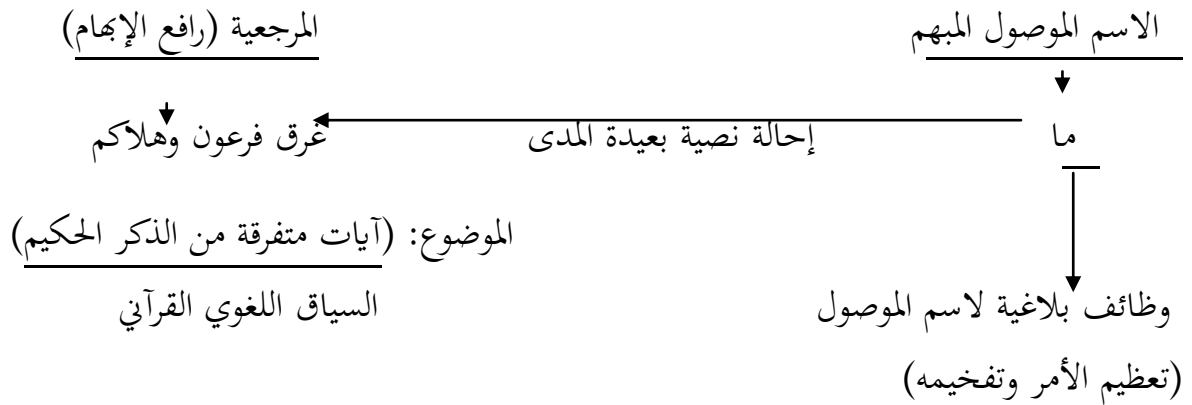 الاسم الموصول المبهم
المرجعية (رافع الإبهام)
ما
إحالة نصية بعيدة المدى
غرق فرعون وهلاكم
الموضوع: (آيات متفرقة من الذكر الحكيم)
السياق اللغوي القرآني
وظائف بلاغية لاسم الموصول
(تعظيم الأمر وتفخيمه)